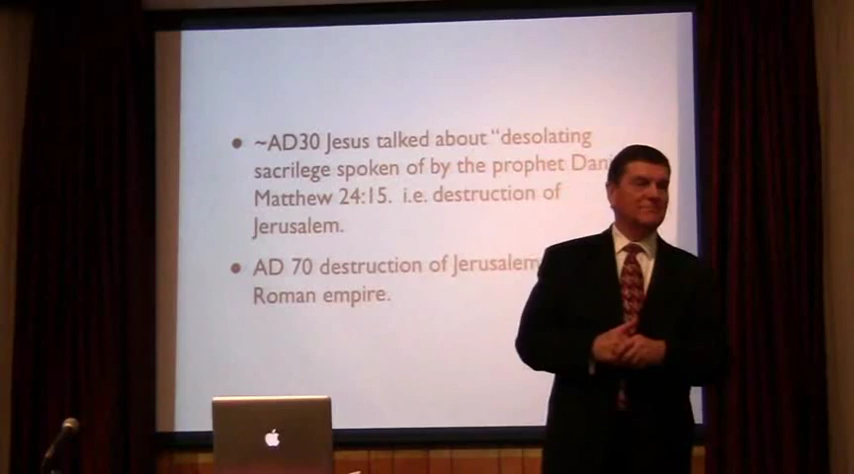 • ~AD30 Jesus talked about "desolating
sacrilege spoken of by the prophet Dani
Matthew 24:15. i.e. destruction of
Jerusalem.
• AD 70 destruction of Jerusalem
Roman empire.